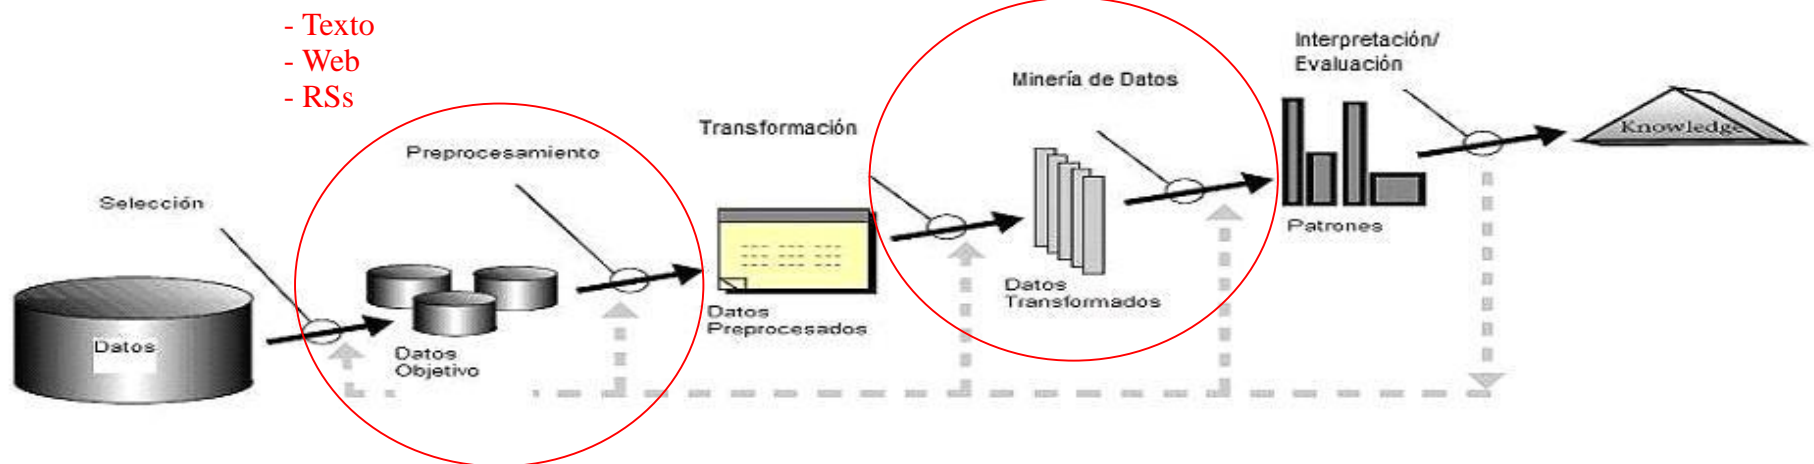 - Texto
- Web
- RSs
Selección
Datos
Preprocesamiento
Datos
Objetivo
Transformación
Datos
Preprocesados
Minería de Datos
Datos
Transformados
Interpretación/
Evaluación
Patrones
Knowledge